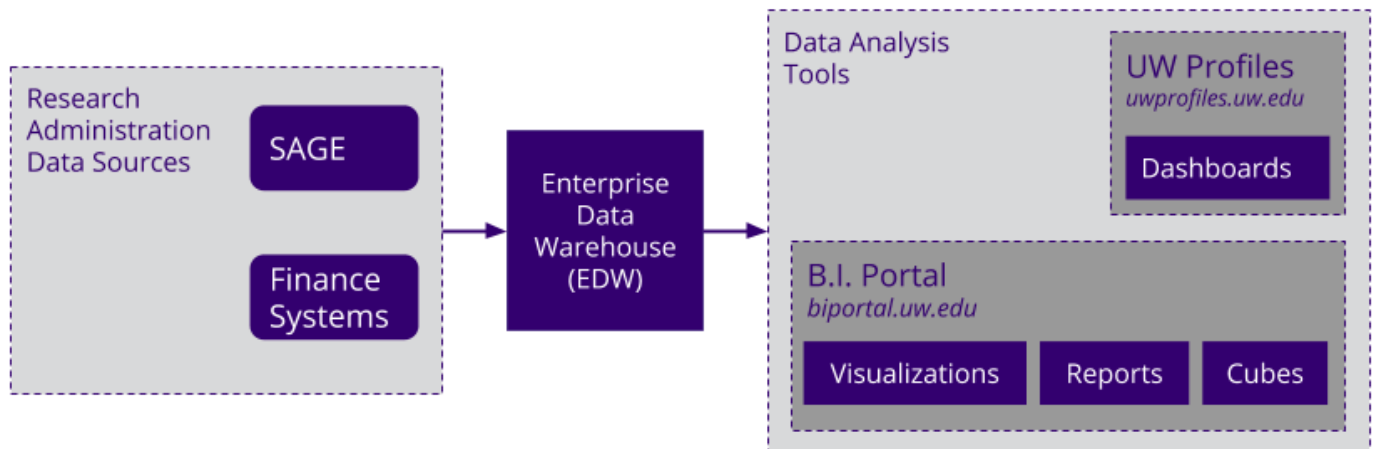 Research
Administration
Data Sources
SAGE
Finance
Systems
Enterprise
Data
Warehouse
(EDW)
Data Analysis
Tools
UW Profiles
uwprofiles.uw.edu
Dashboards
B.I. Portal
biportal.uw.edu
Visualizations
Reports
Cubes